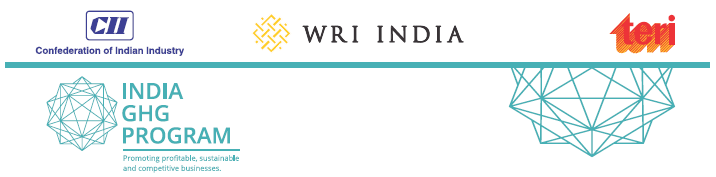 CII
Confederation of Indian Industry
WRI INDIA
teri
INDIA
GHG
PROGRAM
Promoting profitable, sustainable
and competitive businesses.